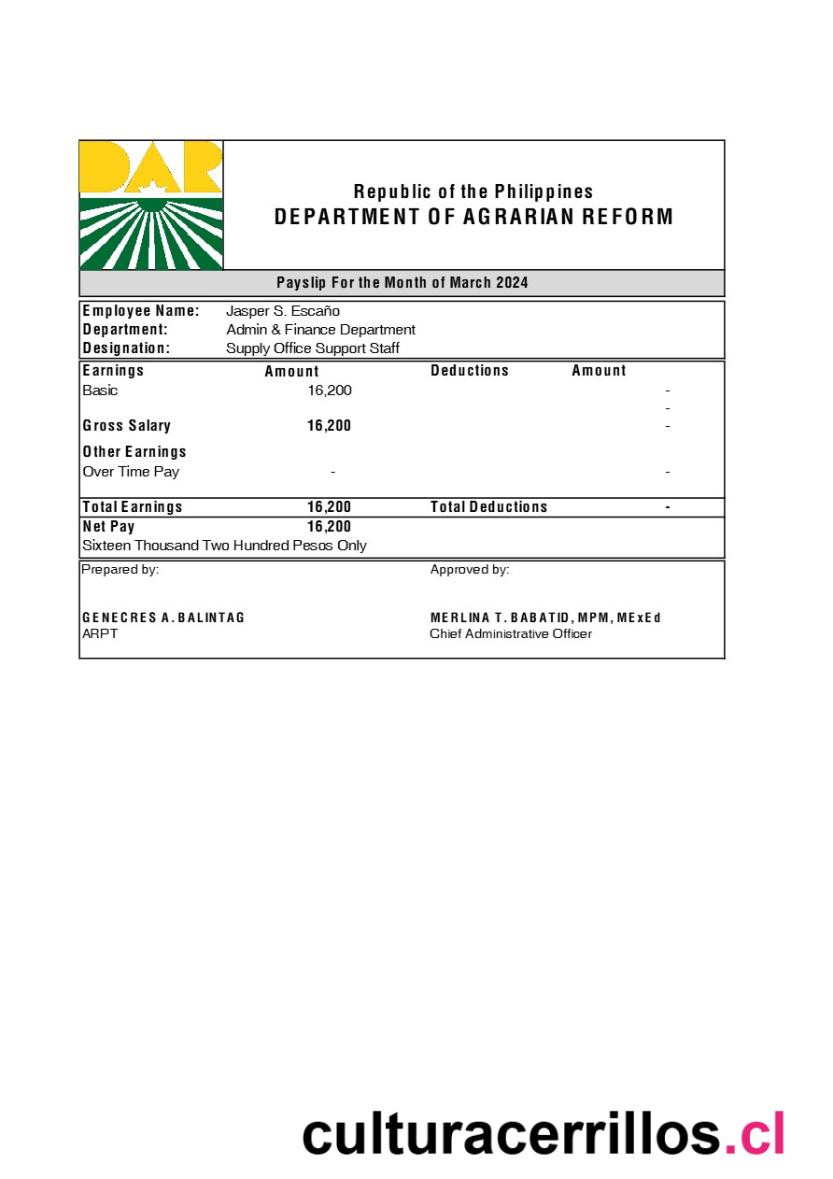 DAR
Republic of the Philippines
DEPARTMENT OF AGRARIAN REFORM
Payslip For the Month of March 2024
Employee Name: Jasper S. Escaño
Department: Admin & Finance Department
Designation: Supply Office Support Staff
Earnings Amount Deductions Amount
Basic 16,200 -
-
Gross Salary 16,200 -
Other Earnings
Over Time Pay - -
Total Earnings 16,200 Total Deductions -
Net Pay 16,200
Sixteen Thousand Two Hundred Pesos Only
Prepared by: Approved by:
GENECRES A. BALINTAG MERLINA T. BABATID, MPM, MExEd
ARPT Chief Administrative Officer
culturacerrillos.cl